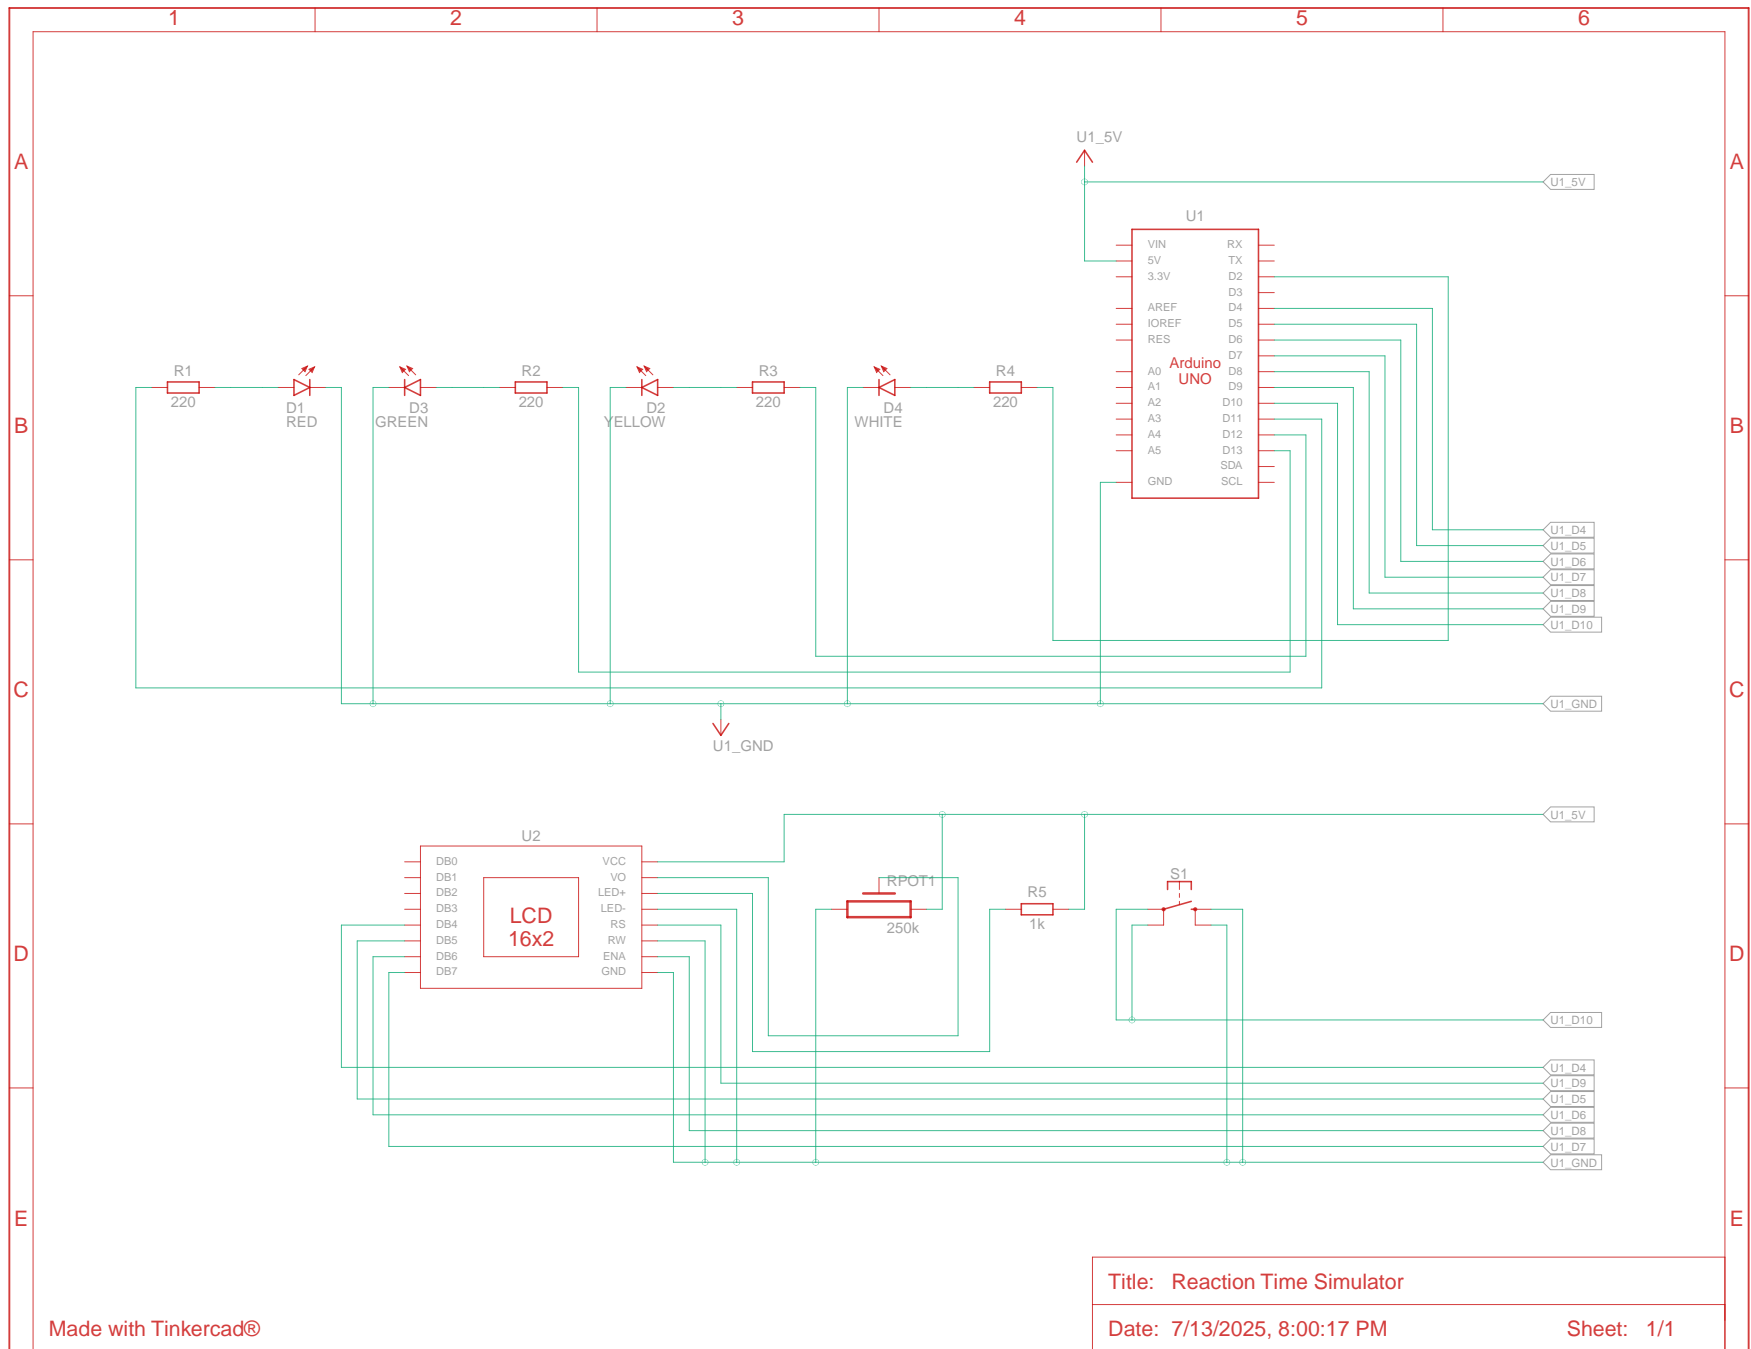 1 2 3 4 5 6
A A
U1_5V
U1_5V
U1
VIN RX
5V TX
3.3V D2
D3
AREF D4
IOREF D5
RES D6
D7
Arduino
UNO
A0 D8
A1 D9
A2 D10
A3 D11
A4 D12
A5 D13
SDA
GND SCL
B B
R1 R2 R3 R4
220 220 220 220
D1 D3 D2 D4
RED GREEN YELLOW WHITE
U1_D4
U1_D5
U1_D6
U1_D7
U1_D8
U1_D9
U1_D10
C C
U1_GND
U1_GND
U1_5V
U2
DB0 VCC
DB1 VO
DB2 LED+
DB3 LED-
DB4 RS
DB5 RW
DB6 ENA
DB7 GND
LCD
16x2
RPOT1
250k
R5
1k
S1
D D
U1_D10
U1_D4
U1_D9
U1_D5
U1_D6
U1_D8
U1_D7
U1_GND
E E
Title: Reaction Time Simulator
Made with Tinkercad®
Date: 7/13/2025, 8:00:17 PM Sheet: 1/1